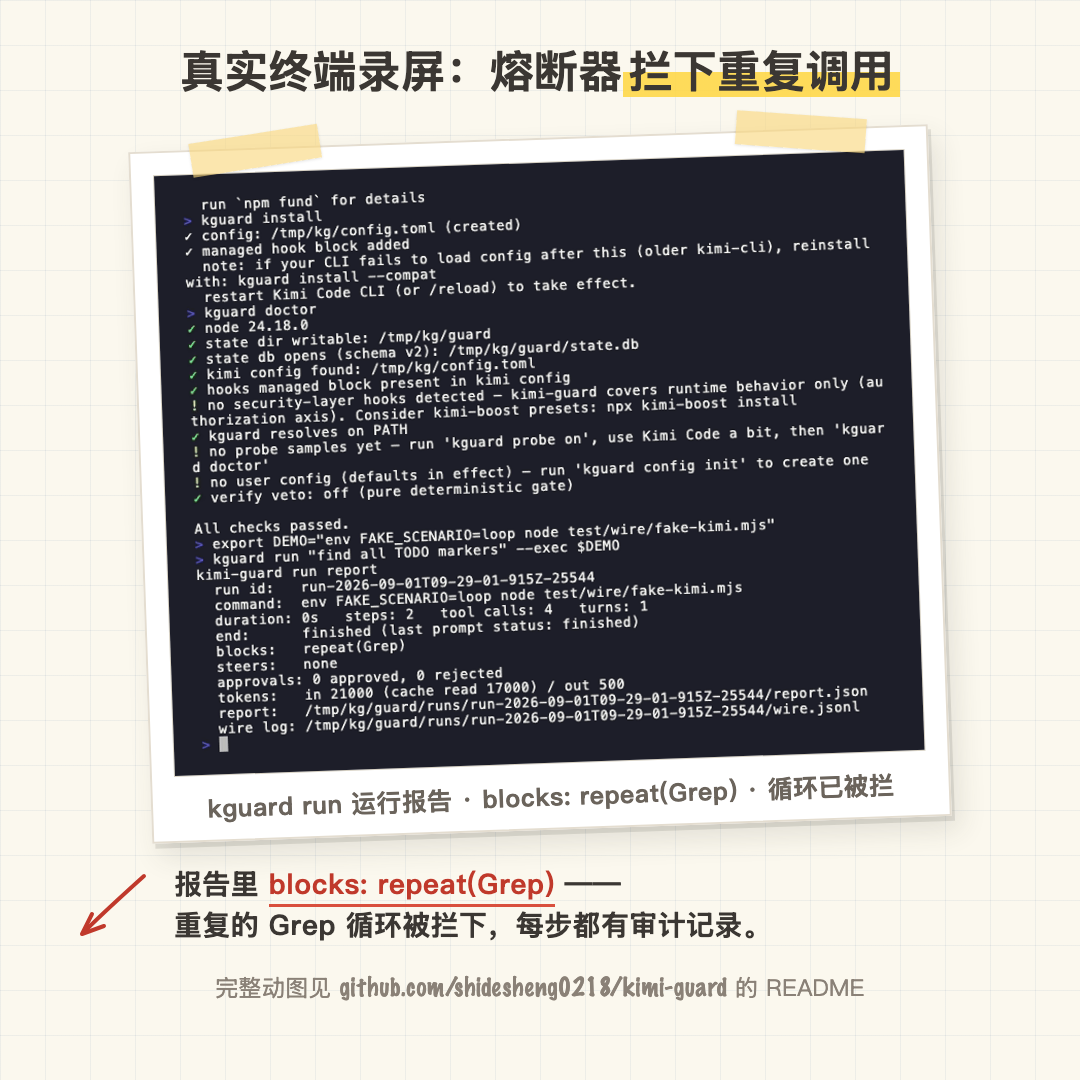 真实终端录屏：熔断器拦下重复调用
run `npm fund` for details
> kguard install
✓ config: /tmp/kg/config.toml (created)
✓ managed hook block added
note: if your CLI fails to load config after this (older kimi-cli), reinstall
with: kguard install --compat
restart Kimi Code CLI (or /reload) to take effect.
> kguard doctor
✓ node 24.18.0
✓ state dir writable: /tmp/kg/guard
✓ state db opens (schema v2): /tmp/kg/guard/state.db
✓ kimi config found: /tmp/kg/config.toml
✓ hooks managed block present in kimi config
! no security-layer hooks detected — kimi-guard covers runtime behavior only (au
thorization axis). Consider kimi-boost presets: npx kimi-boost install
✓ kguard resolves on PATH
! no probe samples yet — run 'kguard probe on', use Kimi Code a bit, then 'kguar
d doctor'
! no user config (defaults in effect) — run 'kguard config init' to create one
✓ verify veto: off (pure deterministic gate)
All checks passed.
> export DEMO="env FAKE_SCENARIO=loop node test/wire/fake-kimi.mjs"
> kguard run "find all TODO markers" --exec $DEMO
kimi-guard run report
run id: run-2026-09-01T09-29-01-915Z-25544
command: env FAKE_SCENARIO=loop node test/wire/fake-kimi.mjs
duration: 0s steps: 2 tool calls: 4 turns: 1
end: finished (last prompt status: finished)
blocks: repeat(Grep)
steers: none
approvals: 0 approved, 0 rejected
tokens: in 21000 (cache read 17000) / out 500
report: /tmp/kg/guard/runs/run-2026-09-01T09-29-01-915Z-25544/report.json
wire log: /tmp/kg/guard/runs/run-2026-09-01T09-29-01-915Z-25544/wire.jsonl
>
kguard run 运行报告 · blocks: repeat(Grep) · 循环已被拦
报告里 blocks: repeat(Grep) ——
重复的 Grep 循环被拦下，每步都有审计记录。
完整动图见 github.com/shidesheng0218/kimi-guard 的 README